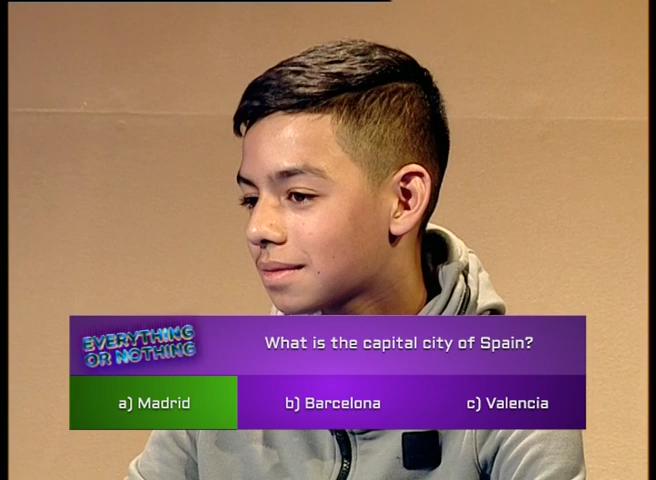 EVERYTHING
OR NOTHING
What is the capital city of Spain?
a) Madrid
b) Barcelona
c) Valencia